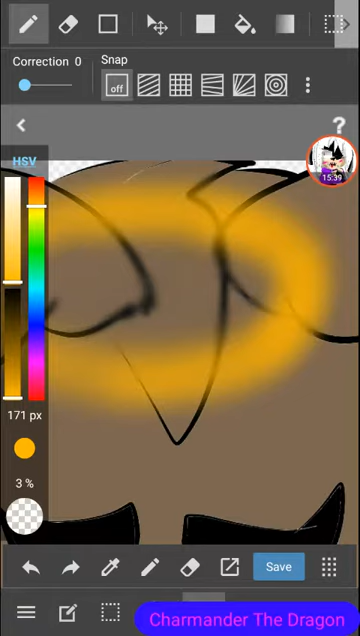 Correction 0
Snap
off
?
HSV
15:39
171 px
3 %
Save
Charmander The Dragon